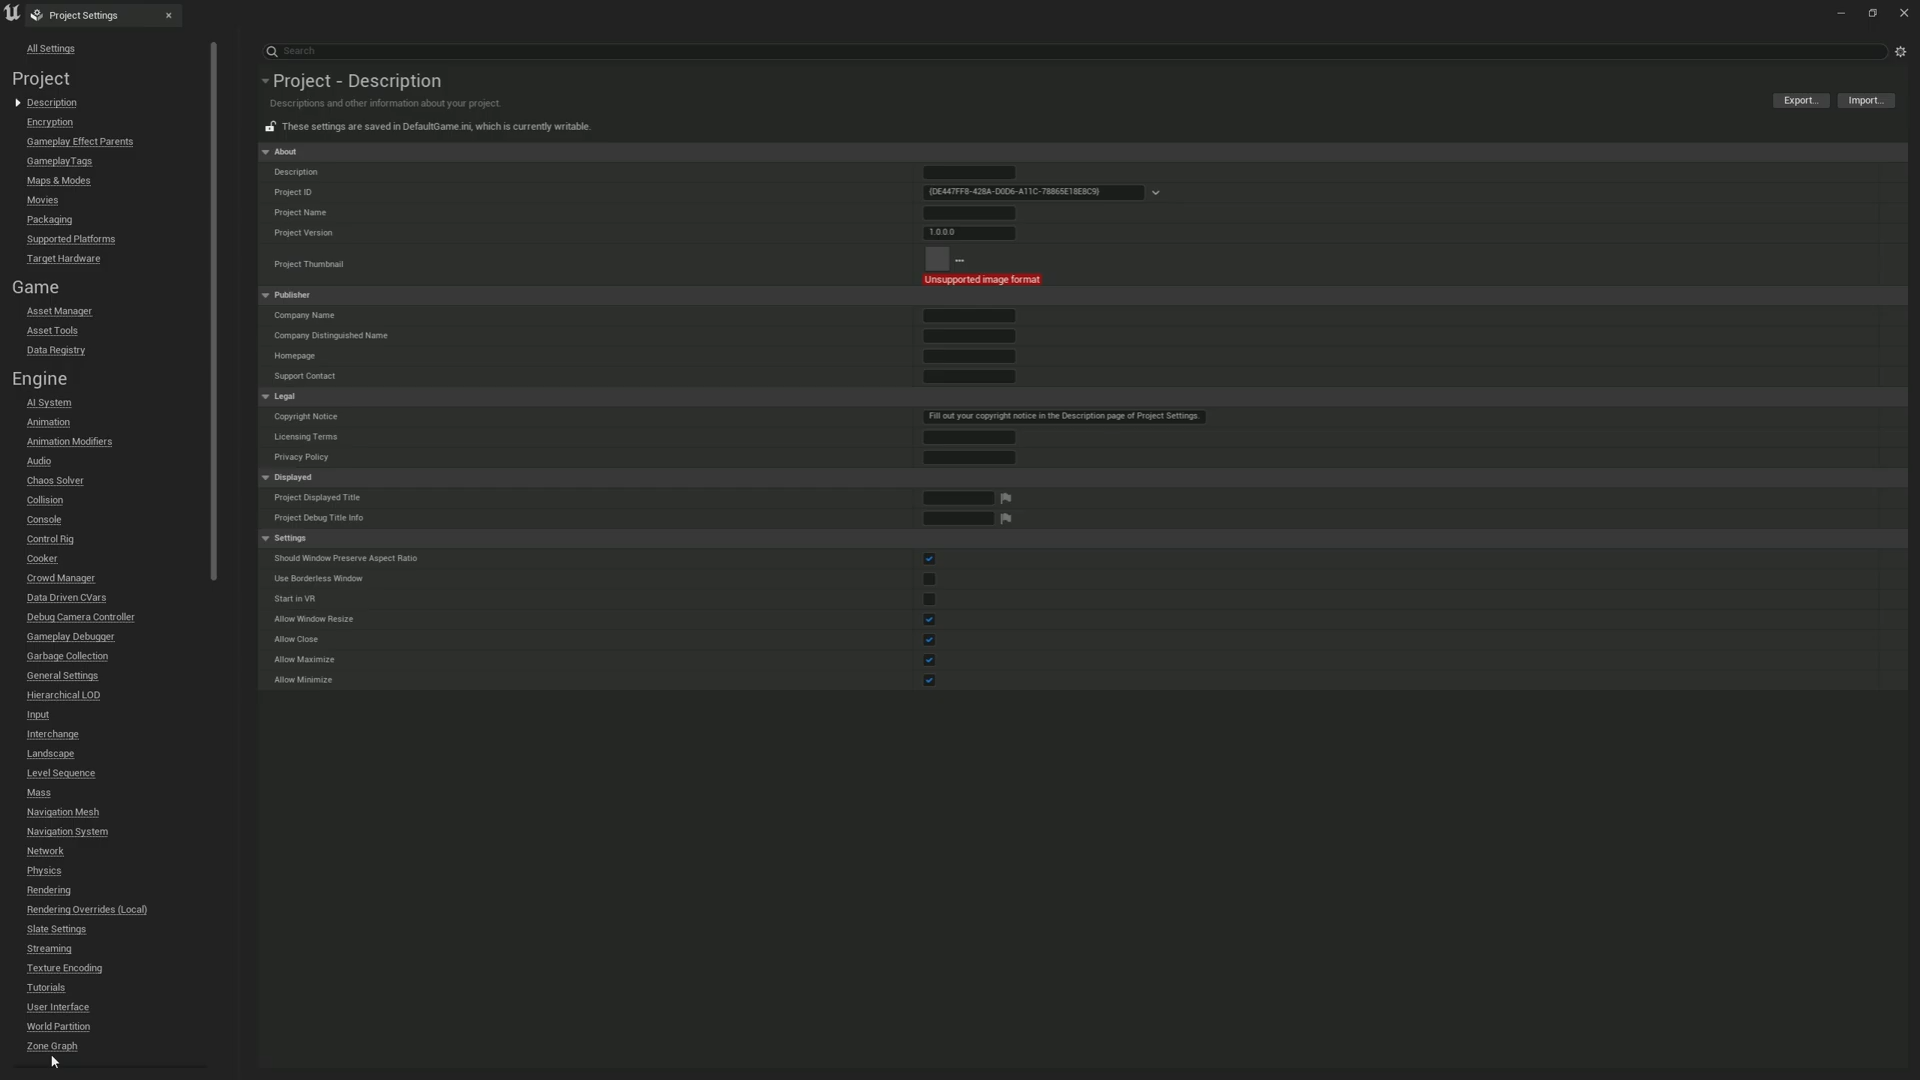 Project Settings
All Settings
Project
Description
Encryption
Gameplay Effect Parents
GameplayTags
Maps & Modes
Movies
Packaging
Supported Platforms
Target Hardware
Game
Asset Manager
Asset Tools
Data Registry
Engine
AI System
Animation
Animation Modifiers
Audio
Chaos Solver
Collision
Console
Control Rig
Cooker
Crowd Manager
Data Driven CVars
Debug Camera Controller
Gameplay Debugger
Garbage Collection
General Settings
Hierarchical LOD
Input
Interchange
Landscape
Level Sequence
Mass
Navigation Mesh
Navigation System
Network
Physics
Rendering
Rendering Overrides (Local)
Slate Settings
Streaming
Texture Encoding
Tutorials
User Interface
World Partition
Zone Graph
Search
Project - Description
Descriptions and other information about your project.
Export... Import...
These settings are saved in DefaultGame.ini, which is currently writable.
About
Description
Project ID {DE447FF8-428A-D0D6-A11C-78865E18E8C9}
Project Name
Project Version 1.0.0.0
Project Thumbnail
Unsupported image format
Publisher
Company Name
Company Distinguished Name
Homepage
Support Contact
Legal
Copyright Notice Fill out your copyright notice in the Description page of Project Settings.
Licensing Terms
Privacy Policy
Displayed
Project Displayed Title
Project Debug Title Info
Settings
Should Window Preserve Aspect Ratio
Use Borderless Window
Start in VR
Allow Window Resize
Allow Close
Allow Maximize
Allow Minimize